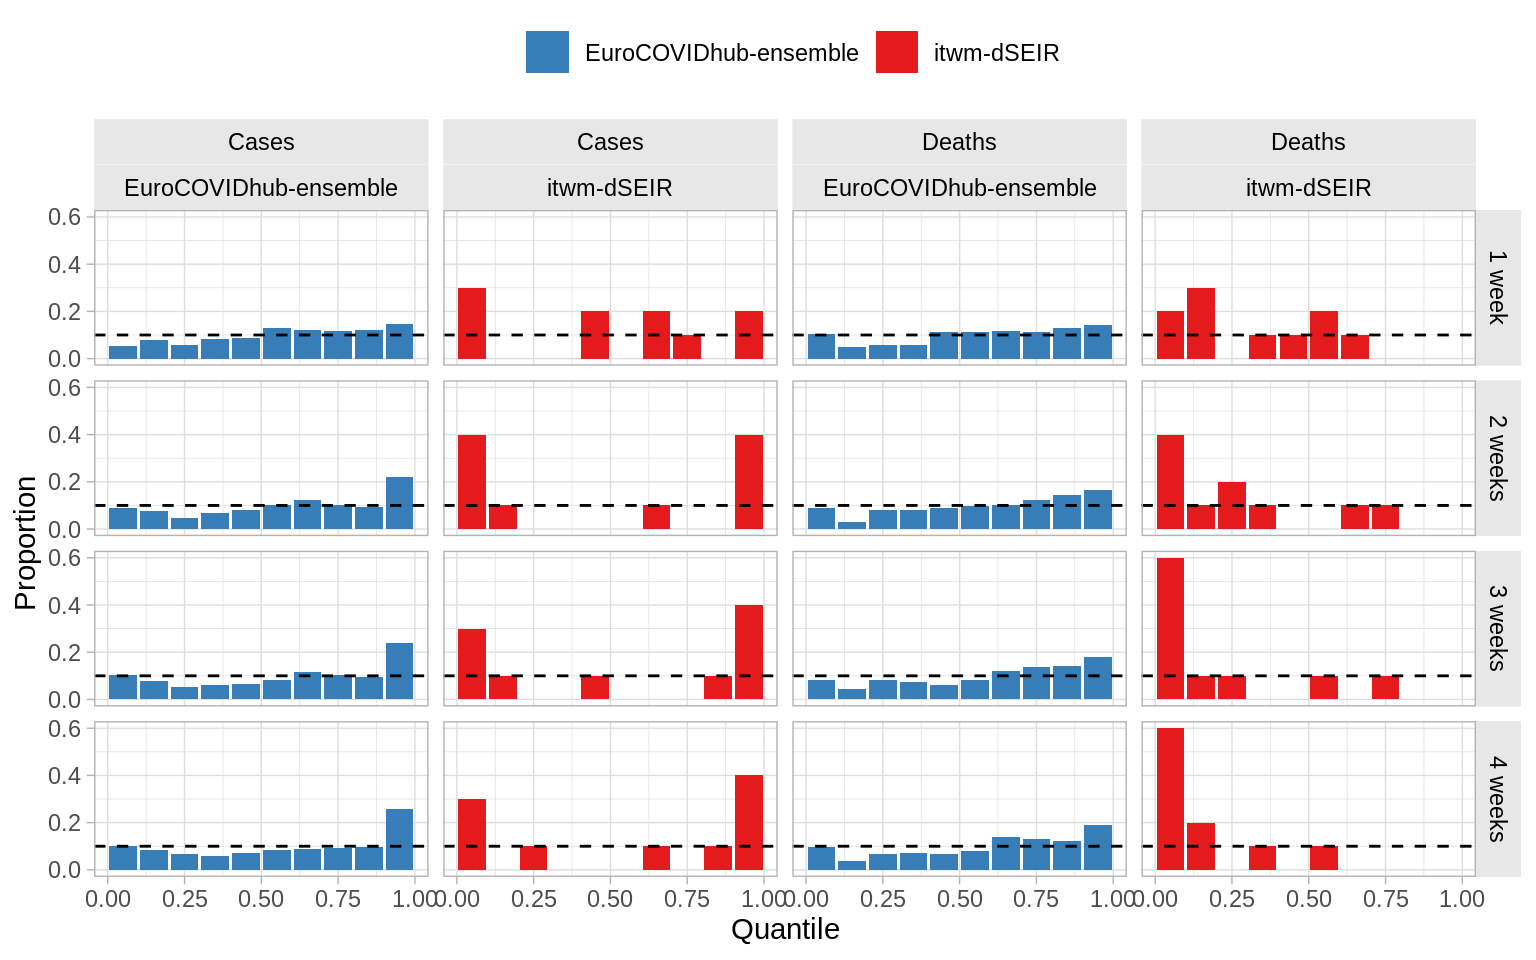 EuroCOVIDhub-ensemble itwm-dSEIR
Cases Cases Deaths Deaths
EuroCOVIDhub-ensemble itwm-dSEIR EuroCOVIDhub-ensemble itwm-dSEIR
0.6
0.4
0.2
0.0
1 week
0.6
0.4
0.2
0.0
2 weeks
Proportion
0.6
0.4
0.2
0.0
3 weeks
0.6
0.4
0.2
0.0
4 weeks
0.00 0.25 0.50 0.75 1.00 0.00 0.25 0.50 0.75 1.00 0.00 0.25 0.50 0.75 1.00 0.00 0.25 0.50 0.75 1.00
Quantile